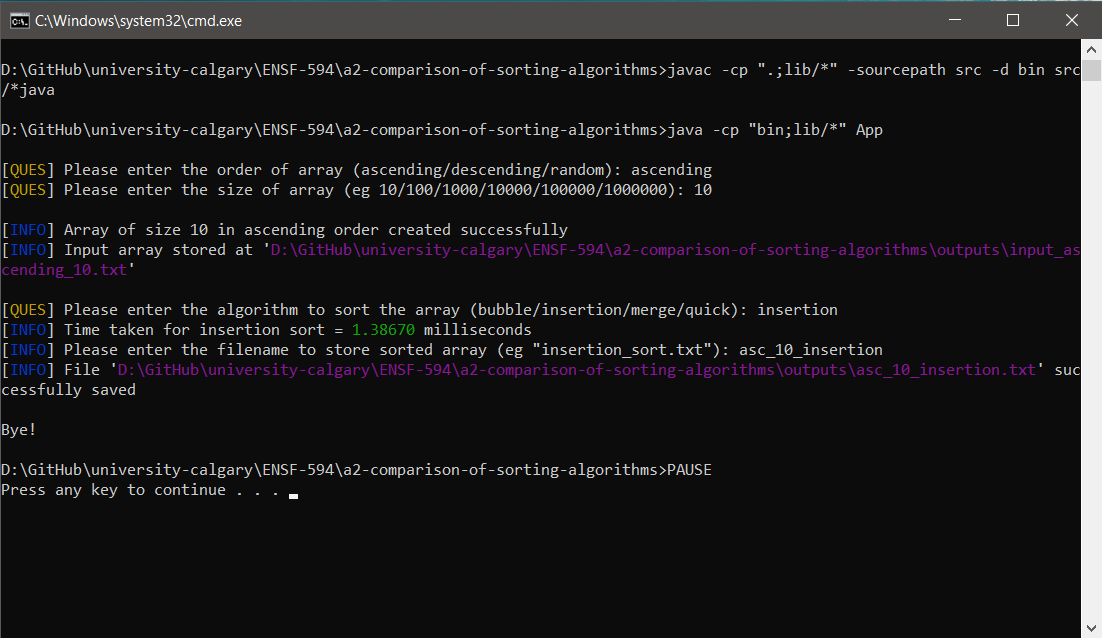 C:\Windows\system32\cmd.exe
D:\GitHub\university-calgary\ENSF-594\a2-comparison-of-sorting-algorithms>javac -cp ".;lib/*" -sourcepath src -d bin src
/*java
D:\GitHub\university-calgary\ENSF-594\a2-comparison-of-sorting-algorithms>java -cp "bin;lib/*" App
[QUES] Please enter the order of array (ascending/descending/random): ascending
[QUES] Please enter the size of array (eg 10/100/1000/10000/100000/1000000): 10
[INFO] Array of size 10 in ascending order created successfully
[INFO] Input array stored at 'D:\GitHub\university-calgary\ENSF-594\a2-comparison-of-sorting-algorithms\outputs\input_as
cending_10.txt'
[QUES] Please enter the algorithm to sort the array (bubble/insertion/merge/quick): insertion
[INFO] Time taken for insertion sort = 1.38670 milliseconds
[INFO] Please enter the filename to store sorted array (eg "insertion_sort.txt"): asc_10_insertion
[INFO] File 'D:\GitHub\university-calgary\ENSF-594\a2-comparison-of-sorting-algorithms\outputs\asc_10_insertion.txt' suc
cessfully saved
Bye!
D:\GitHub\university-calgary\ENSF-594\a2-comparison-of-sorting-algorithms>PAUSE
Press any key to continue . . .